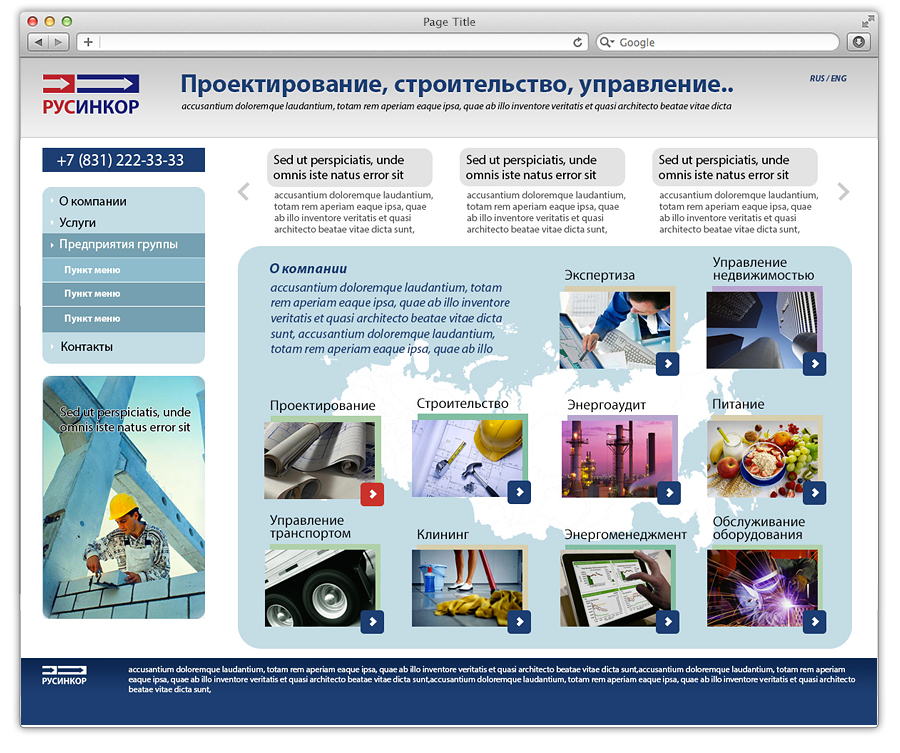 Page Title
Google
РУСИНКОР
Проектирование, строительство, управление..
accusantium doloremque laudantium, totam rem aperiam eaque ipsa, quae ab illo inventore veritatis et quasi architecto beatae vitae dicta
RUS / ENG
+7 (831) 222-33-33
О компании
Услуги
Предприятия группы
Пункт меню
Пункт меню
Пункт меню
Контакты
Sed ut perspiciatis, unde
omnis iste natus error sit
Sed ut perspiciatis, unde
omnis iste natus error sit
accusantium doloremque laudantium,
totam rem aperiam eaque ipsa, quae
ab illo inventore veritatis et quasi
architecto beatae vitae dicta sunt,
Sed ut perspiciatis, unde
omnis iste natus error sit
accusantium doloremque laudantium,
totam rem aperiam eaque ipsa, quae
ab illo inventore veritatis et quasi
architecto beatae vitae dicta sunt,
Sed ut perspiciatis, unde
omnis iste natus error sit
accusantium doloremque laudantium,
totam rem aperiam eaque ipsa, quae
ab illo inventore veritatis et quasi
architecto beatae vitae dicta sunt,
О компании
accusantium doloremque laudantium, totam
rem aperiam eaque ipsa, quae ab illo inventore
veritatis et quasi architecto beatae vitae dicta
sunt, accusantium doloremque laudantium,
totam rem aperiam eaque ipsa, quae ab illo
Экспертиза
Управление
недвижимостью
Проектирование
Строительство
Энергоаудит
Питание
Управление
транспортом
Клининг
Энергоменеджмент
Обслуживание
оборудования
РУСИНКОР
accusantium doloremque laudantium, totam rem aperiam eaque ipsa, quae ab illo inventore veritatis et quasi architecto beatae vitae dicta sunt,accusantium doloremque laudantium, totam rem aperiam
eaque ipsa, quae ab illo inventore veritatis et quasi architecto beatae vitae dicta sunt,accusantium doloremque laudantium, totam rem aperiam eaque ipsa, quae ab illo inventore veritatis et quasi architecto
beatae vitae dicta sunt,